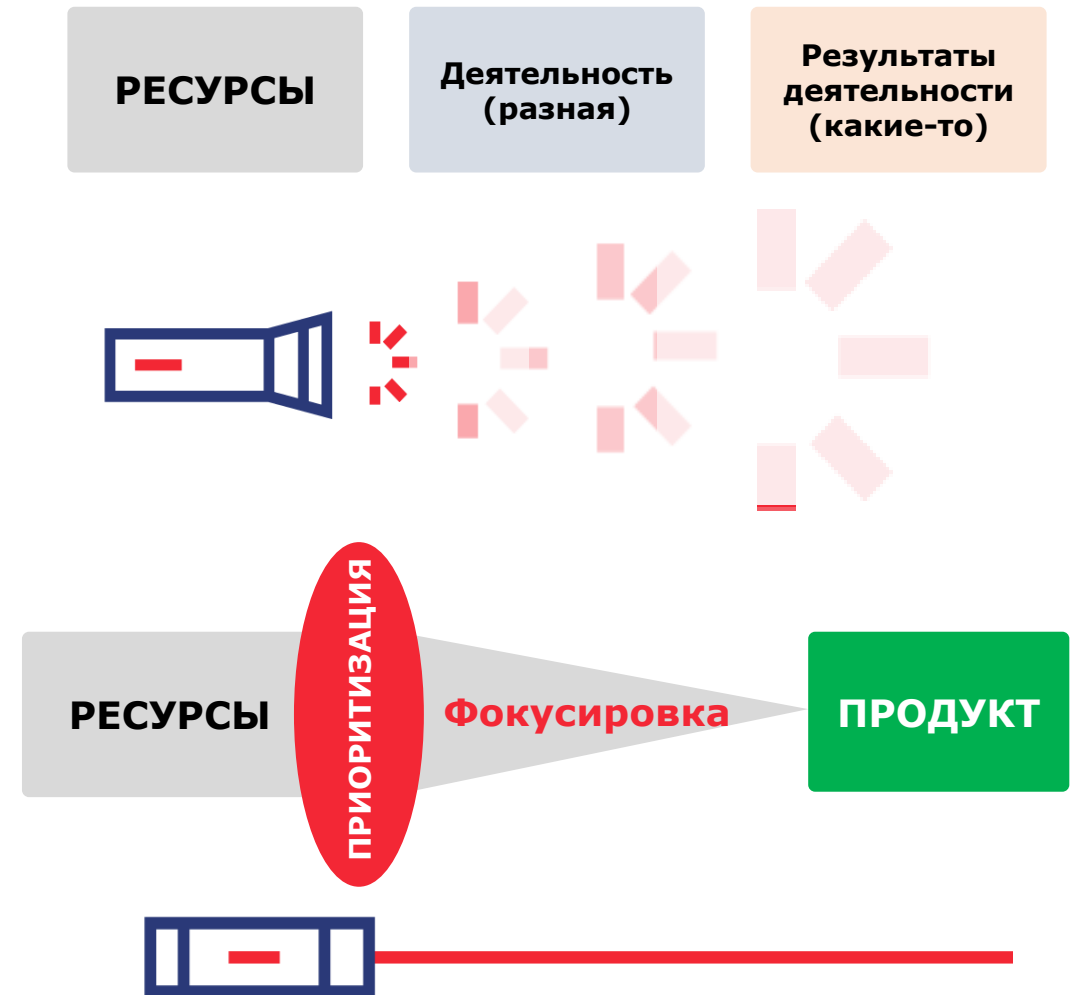 РЕСУРСЫ
Деятельность
(разная)
Результаты
деятельности
(какие-то)
РЕСУРСЫ
ПРИОРИТИЗАЦИЯ
Фокусировка
ПРОДУКТ